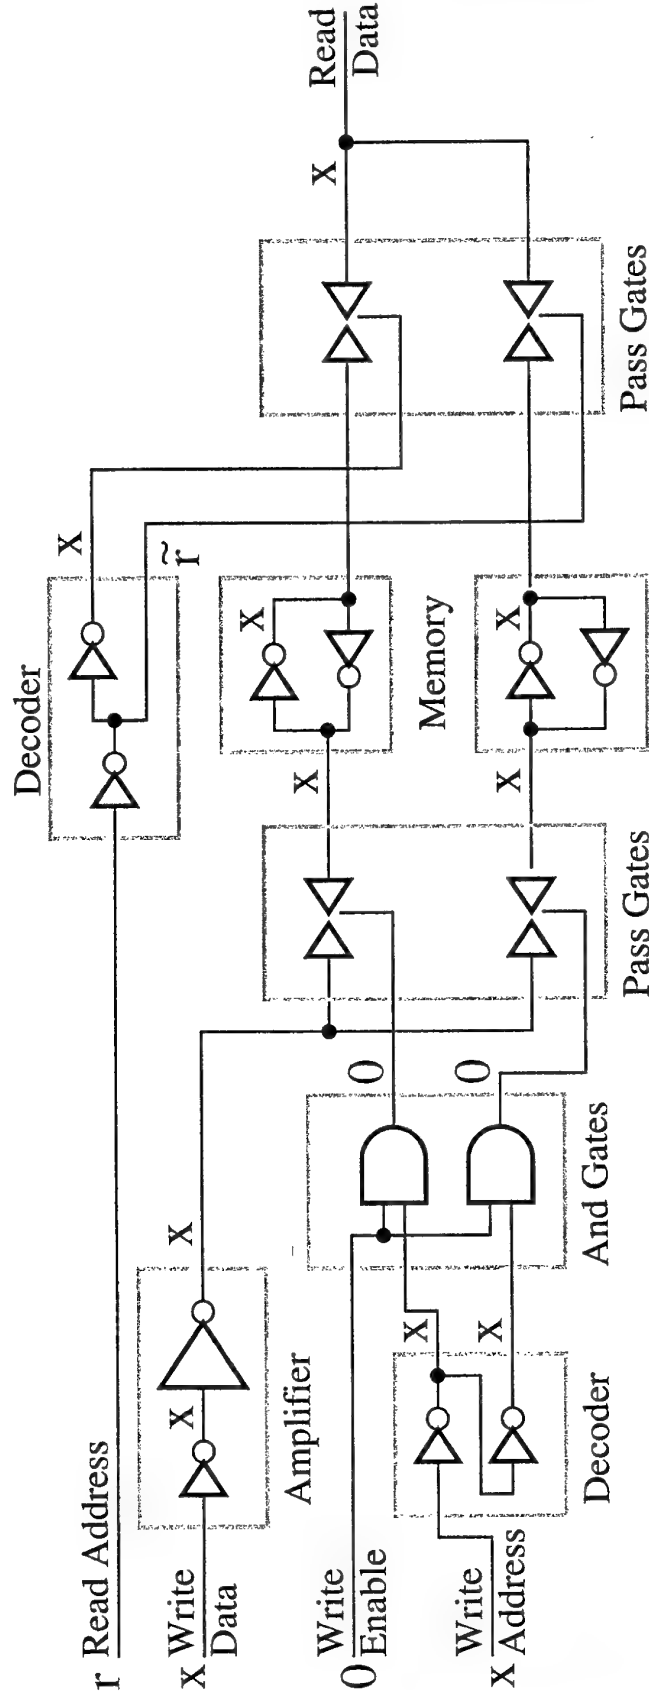 Decoder
X
r Read Address
r̃
X Write
Data
X
X
X
Read
Data
X
X
Amplifier
Write
0 Enable
0
X
Memory
Write
X Address
X
0
X
X
Decoder
And Gates
Pass Gates
Pass Gates